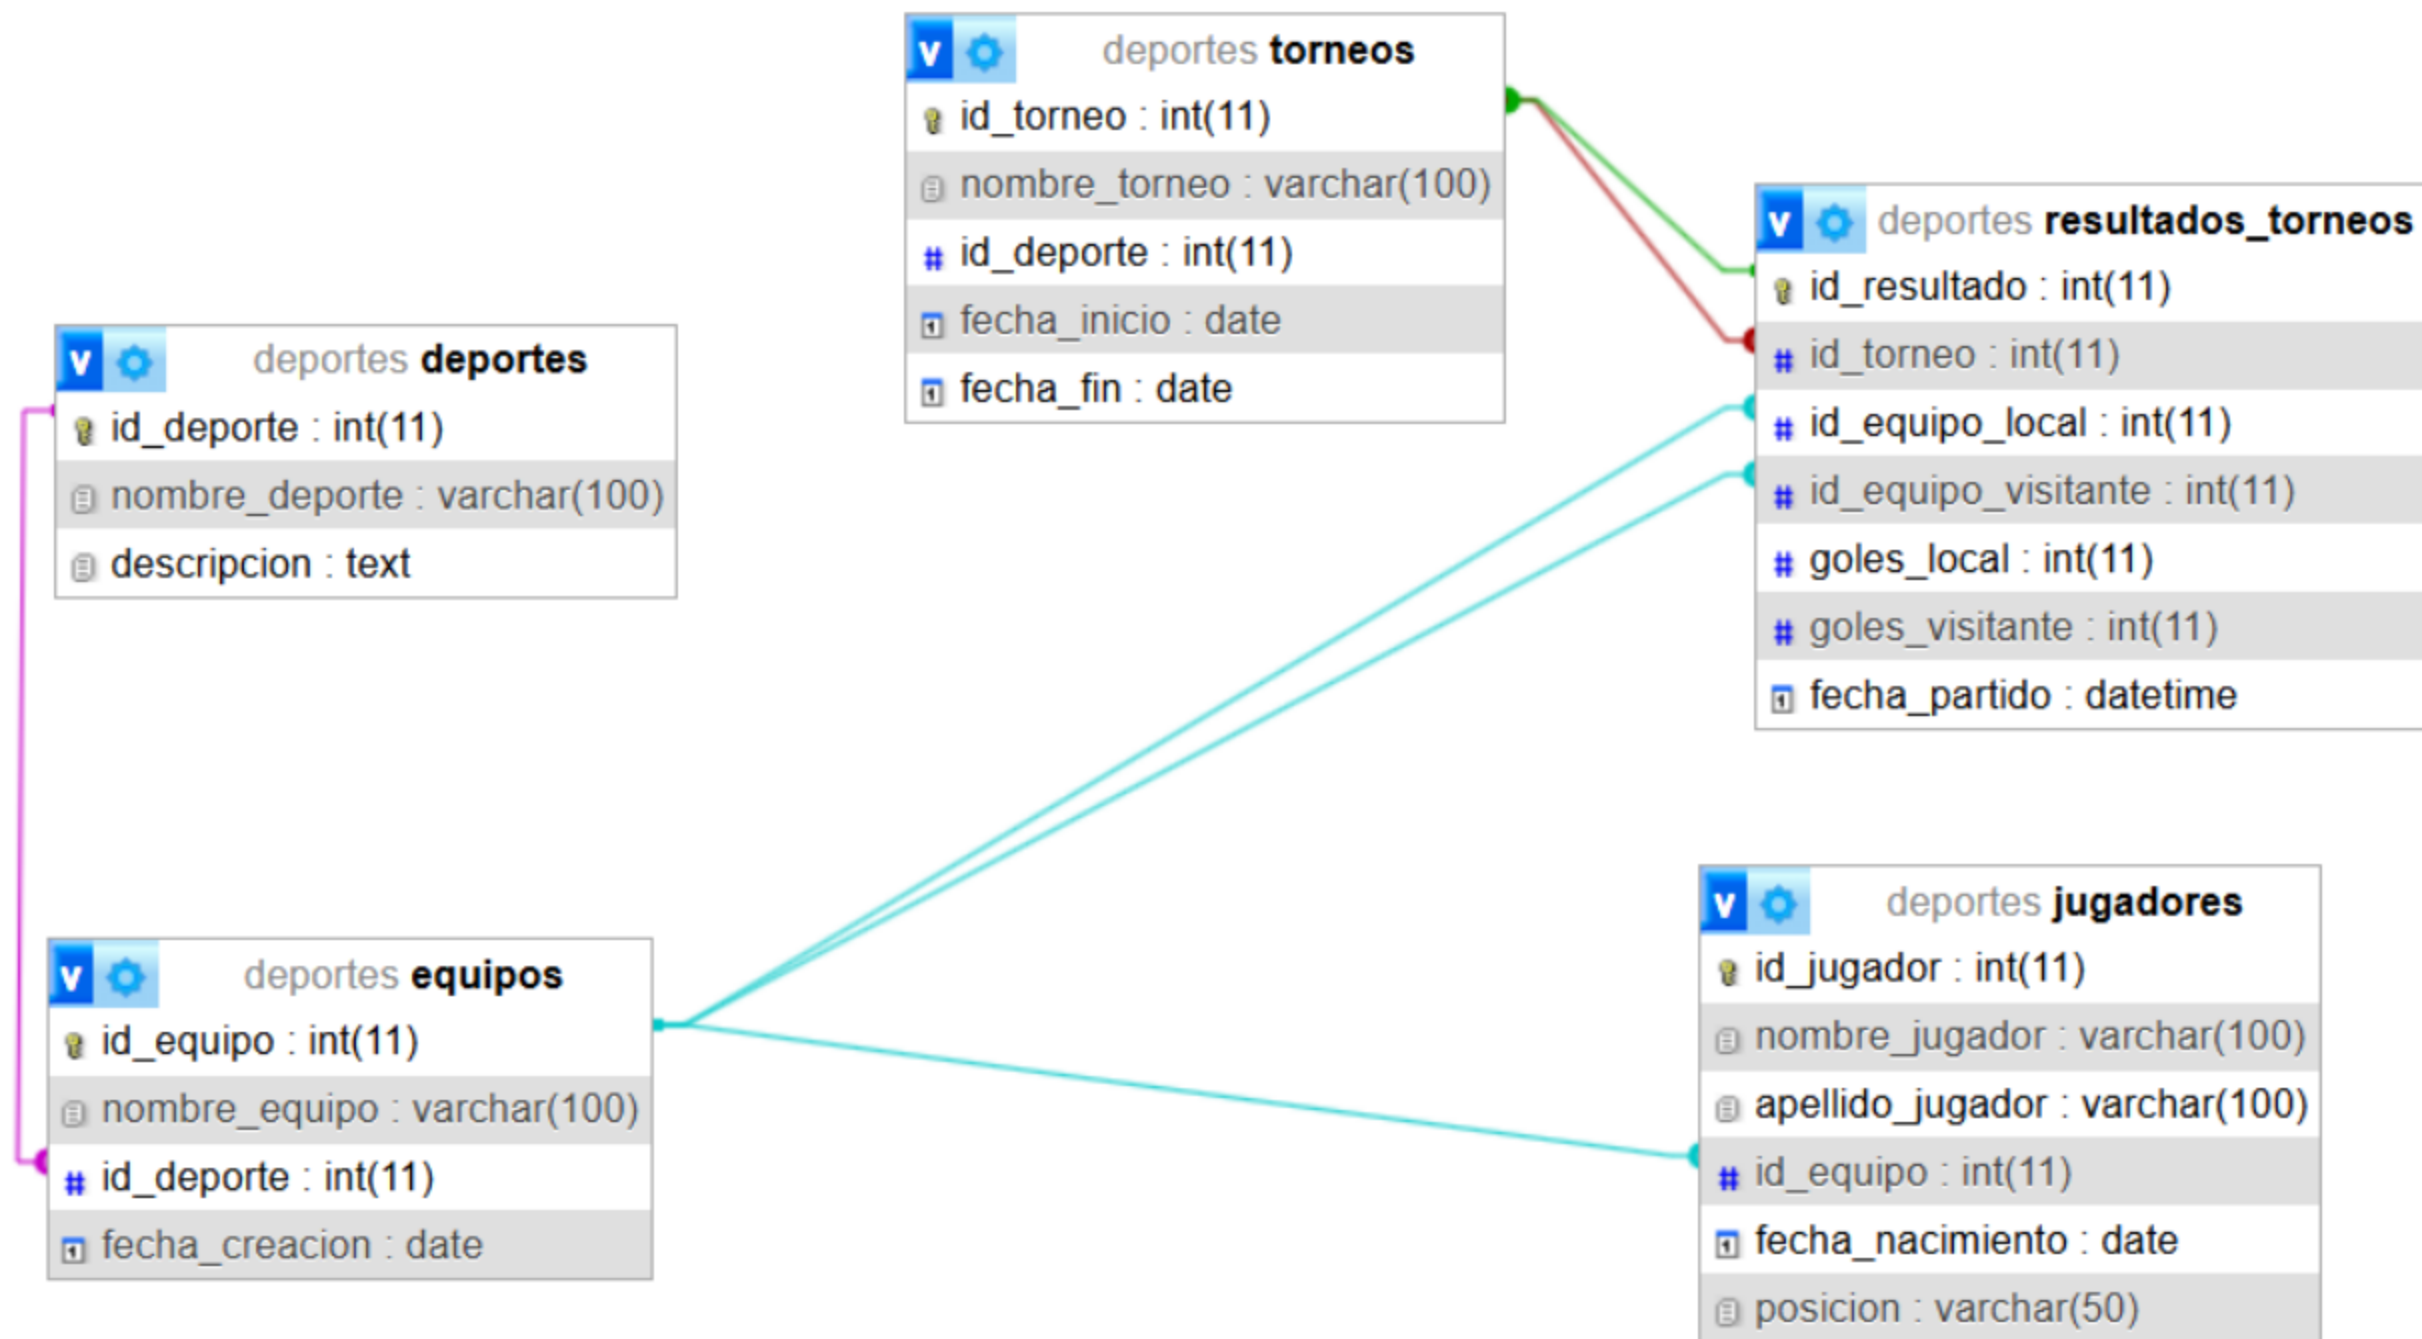 v deportes torneos
id_torneo : int(11)
nombre_torneo : varchar(100)
id_deporte : int(11)
fecha_inicio : date
fecha_fin : date
v deportes resultados_torneos
id_resultado : int(11)
id_torneo : int(11)
id_equipo_local : int(11)
id_equipo_visitante : int(11)
goles_local : int(11)
goles_visitante : int(11)
fecha_partido : datetime
v deportes deportes
id_deporte : int(11)
nombre_deporte : varchar(100)
descripcion : text
v deportes equipos
id_equipo : int(11)
nombre_equipo : varchar(100)
id_deporte : int(11)
fecha_creacion : date
v deportes jugadores
id_jugador : int(11)
nombre_jugador : varchar(100)
apellido_jugador : varchar(100)
id_equipo : int(11)
fecha_nacimiento : date
posicion : varchar(50)